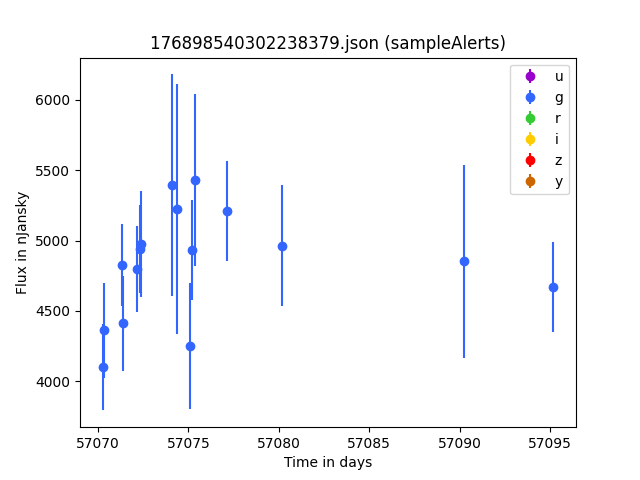 176898540302238379.json (sampleAlerts)
u
g
r
i
z
y
6000
5500
5000
4500
4000
Flux in nJansky
57070 57075 57080 57085 57090 57095
Time in days